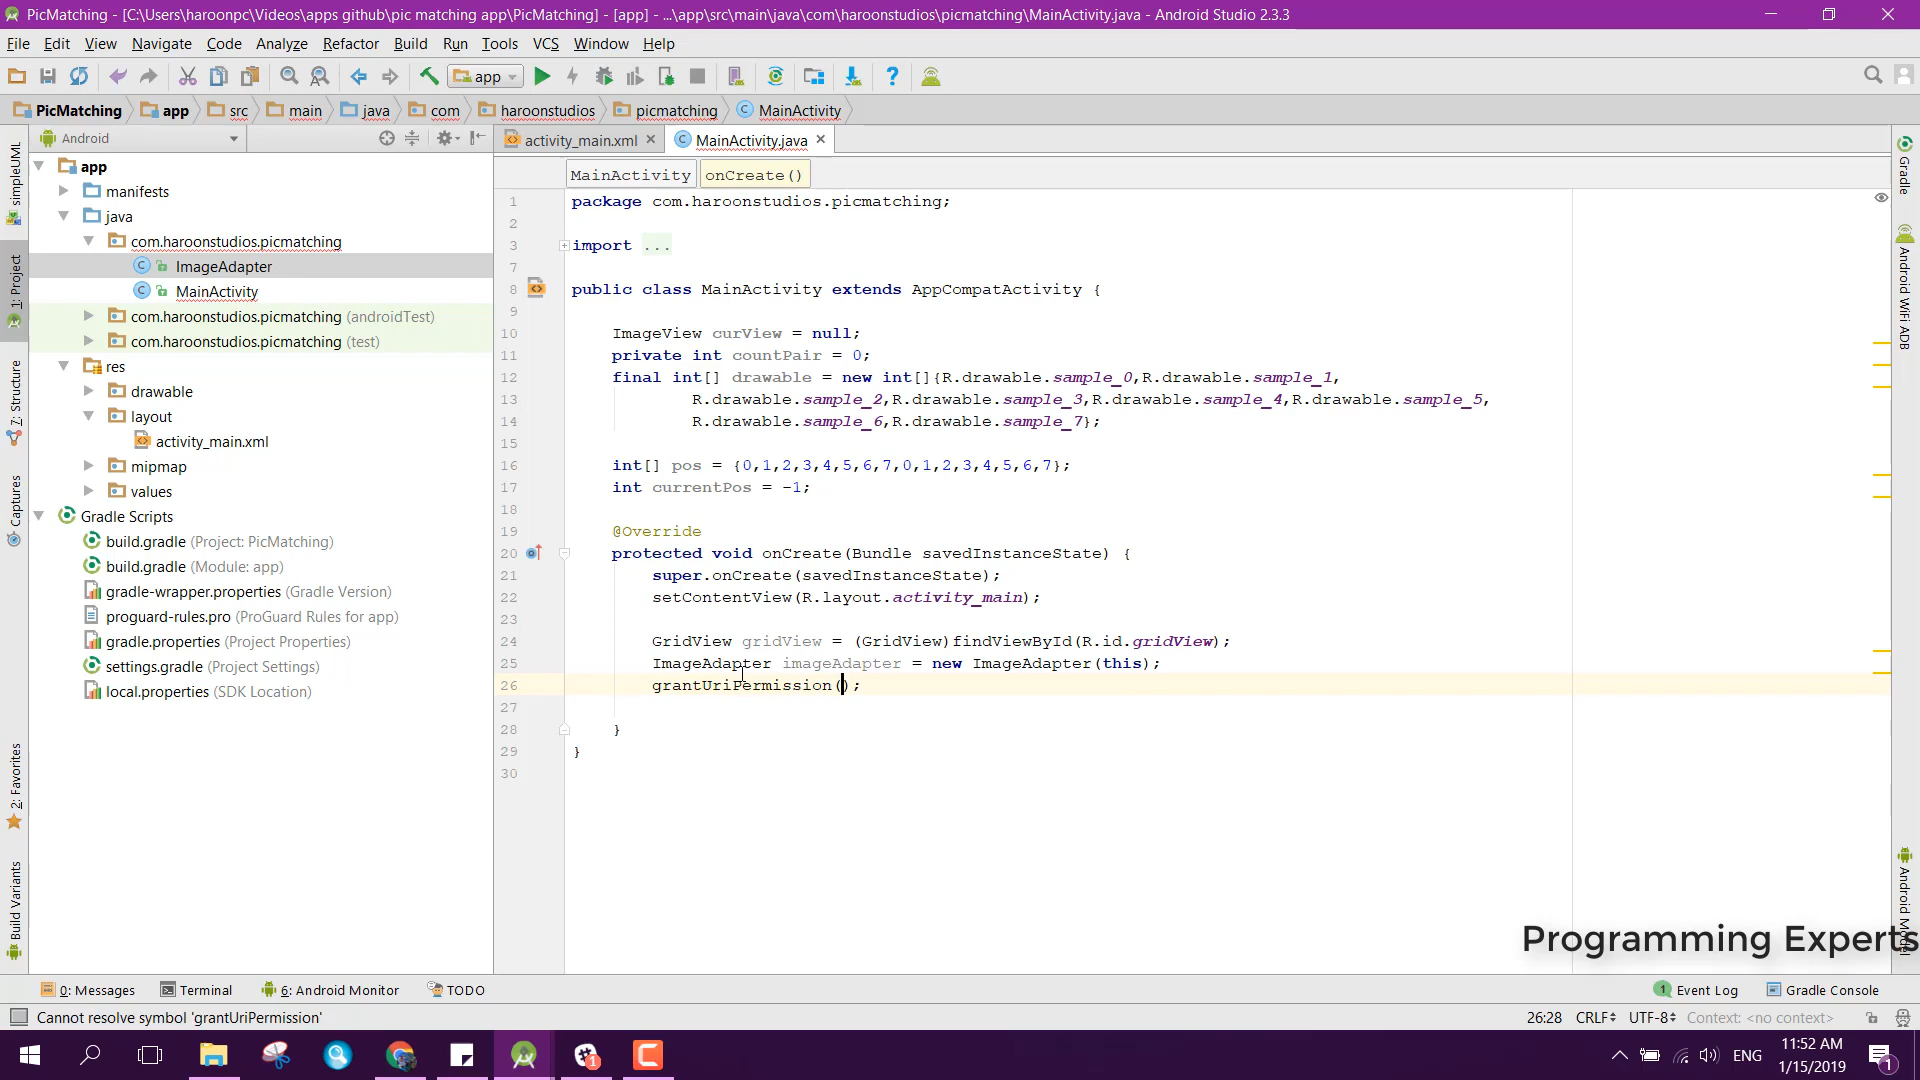 PicMatching - [C:\Users\haroonpc\Videos\apps github\pic matching app\PicMatching] - [app] - ...\app\src\main\java\com\haroonstudios\picmatching\MainActivity.java - Android Studio 2.3.3
File Edit View Navigate Code Analyze Refactor Build Run Tools VCS Window Help
app
PicMatching app src main java com haroonstudios picmatching MainActivity
Android
activity_main.xml MainActivity.java
MainActivity onCreate()
app
manifests
java
com.haroonstudios.picmatching
ImageAdapter
MainActivity
com.haroonstudios.picmatching (androidTest)
com.haroonstudios.picmatching (test)
res
drawable
layout
activity_main.xml
mipmap
values
Gradle Scripts
build.gradle (Project: PicMatching)
build.gradle (Module: app)
gradle-wrapper.properties (Gradle Version)
proguard-rules.pro (ProGuard Rules for app)
gradle.properties (Project Properties)
settings.gradle (Project Settings)
local.properties (SDK Location)
simpleUML
1: Project
7: Structure
Captures
2: Favorites
Build Variants
1 package com.haroonstudios.picmatching;
2
3 import ...
7
8 public class MainActivity extends AppCompatActivity {
9
10 ImageView curView = null;
11 private int countPair = 0;
12 final int[] drawable = new int[]{R.drawable.sample_0,R.drawable.sample_1,
13 R.drawable.sample_2,R.drawable.sample_3,R.drawable.sample_4,R.drawable.sample_5,
14 R.drawable.sample_6,R.drawable.sample_7};
15
16 int[] pos = {0,1,2,3,4,5,6,7,0,1,2,3,4,5,6,7};
17 int currentPos = -1;
18
19 @Override
20 protected void onCreate(Bundle savedInstanceState) {
21 super.onCreate(savedInstanceState);
22 setContentView(R.layout.activity_main);
23
24 GridView gridView = (GridView)findViewById(R.id.gridView);
25 ImageAdapter imageAdapter = new ImageAdapter(this);
26 grantUriPermission();
27
28 }
29 }
30
Gradle
Android WiFi ADB
Programming Experts
0: Messages Terminal 6: Android Monitor TODO 1 Event Log Gradle Console
Cannot resolve symbol 'grantUriPermission' 26:28 CRLF UTF-8 Context: <no context>
1 ENG 11:52 AM
1/15/2019 1